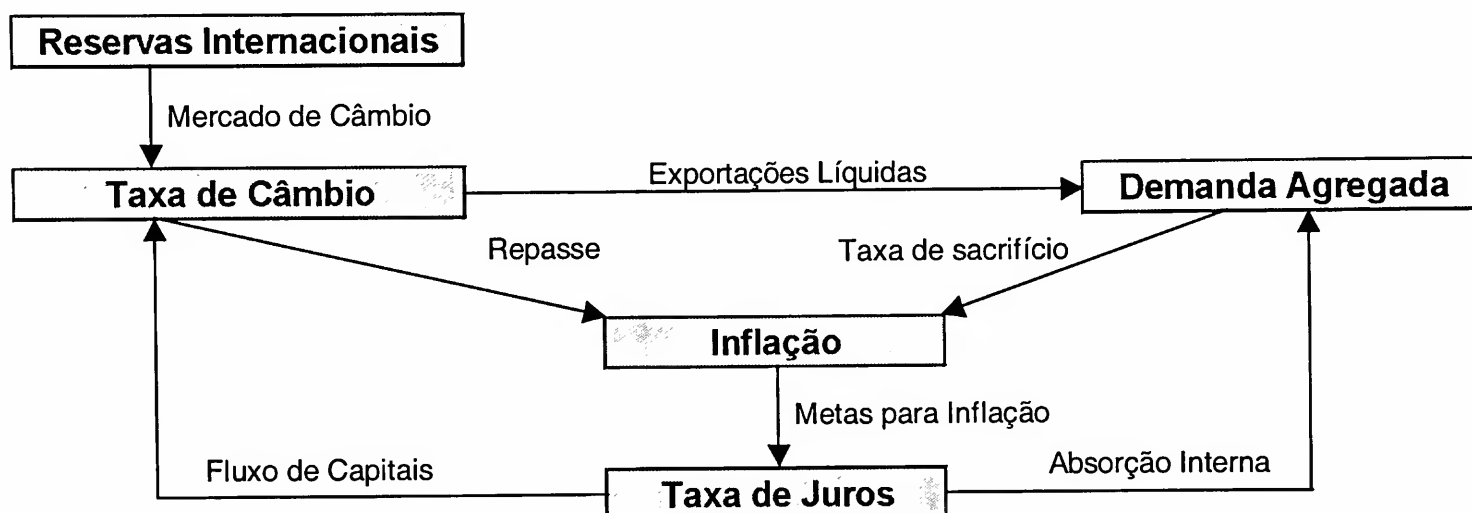 Reservas Internacionais
Mercado de Câmbio
Taxa de Câmbio
Exportações Líquidas
Demanda Agregada
Repasse
Taxa de sacrifício
Inflação
Metas para Inflação
Fluxo de Capitais
Taxa de Juros
Absorção Interna